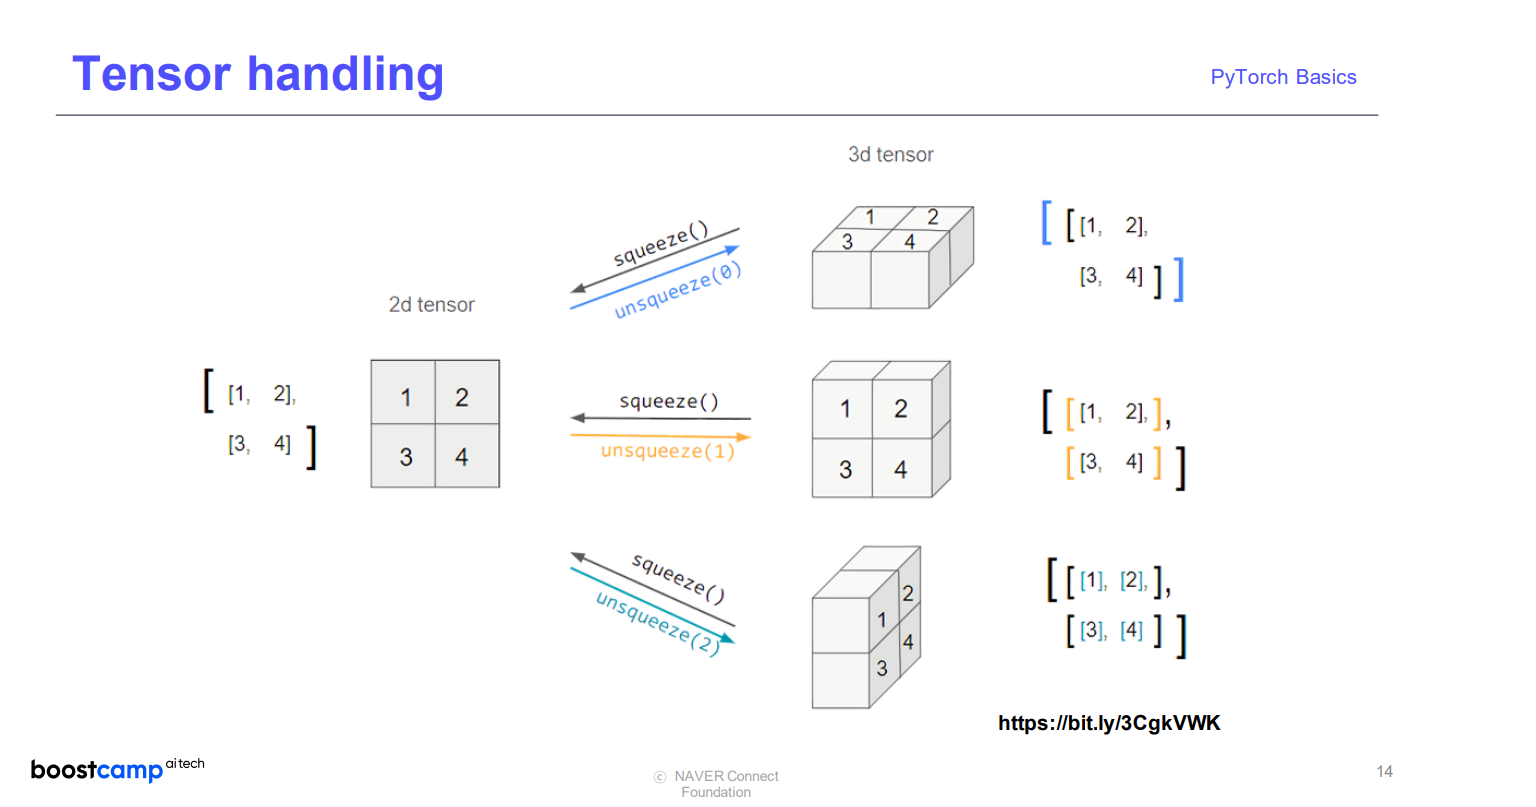 Tensor handling
PyTorch Basics
3d tensor
squeeze()
unsqueeze(0)
1 2
3 4
[ [ [1, 2],
[3, 4] ] ]
2d tensor
[ [1, 2],
[3, 4] ]
1 2
3 4
squeeze()
unsqueeze(1)
1 2
3 4
[ [ [1, 2], ],
[ [3, 4] ] ]
squeeze()
unsqueeze(2)
1 2
3 4
[ [ [1], [2], ],
[ [3], [4] ] ]
https://bit.ly/3CgkVWK
boostcamp ai tech
ⓒ NAVER Connect
Foundation
14